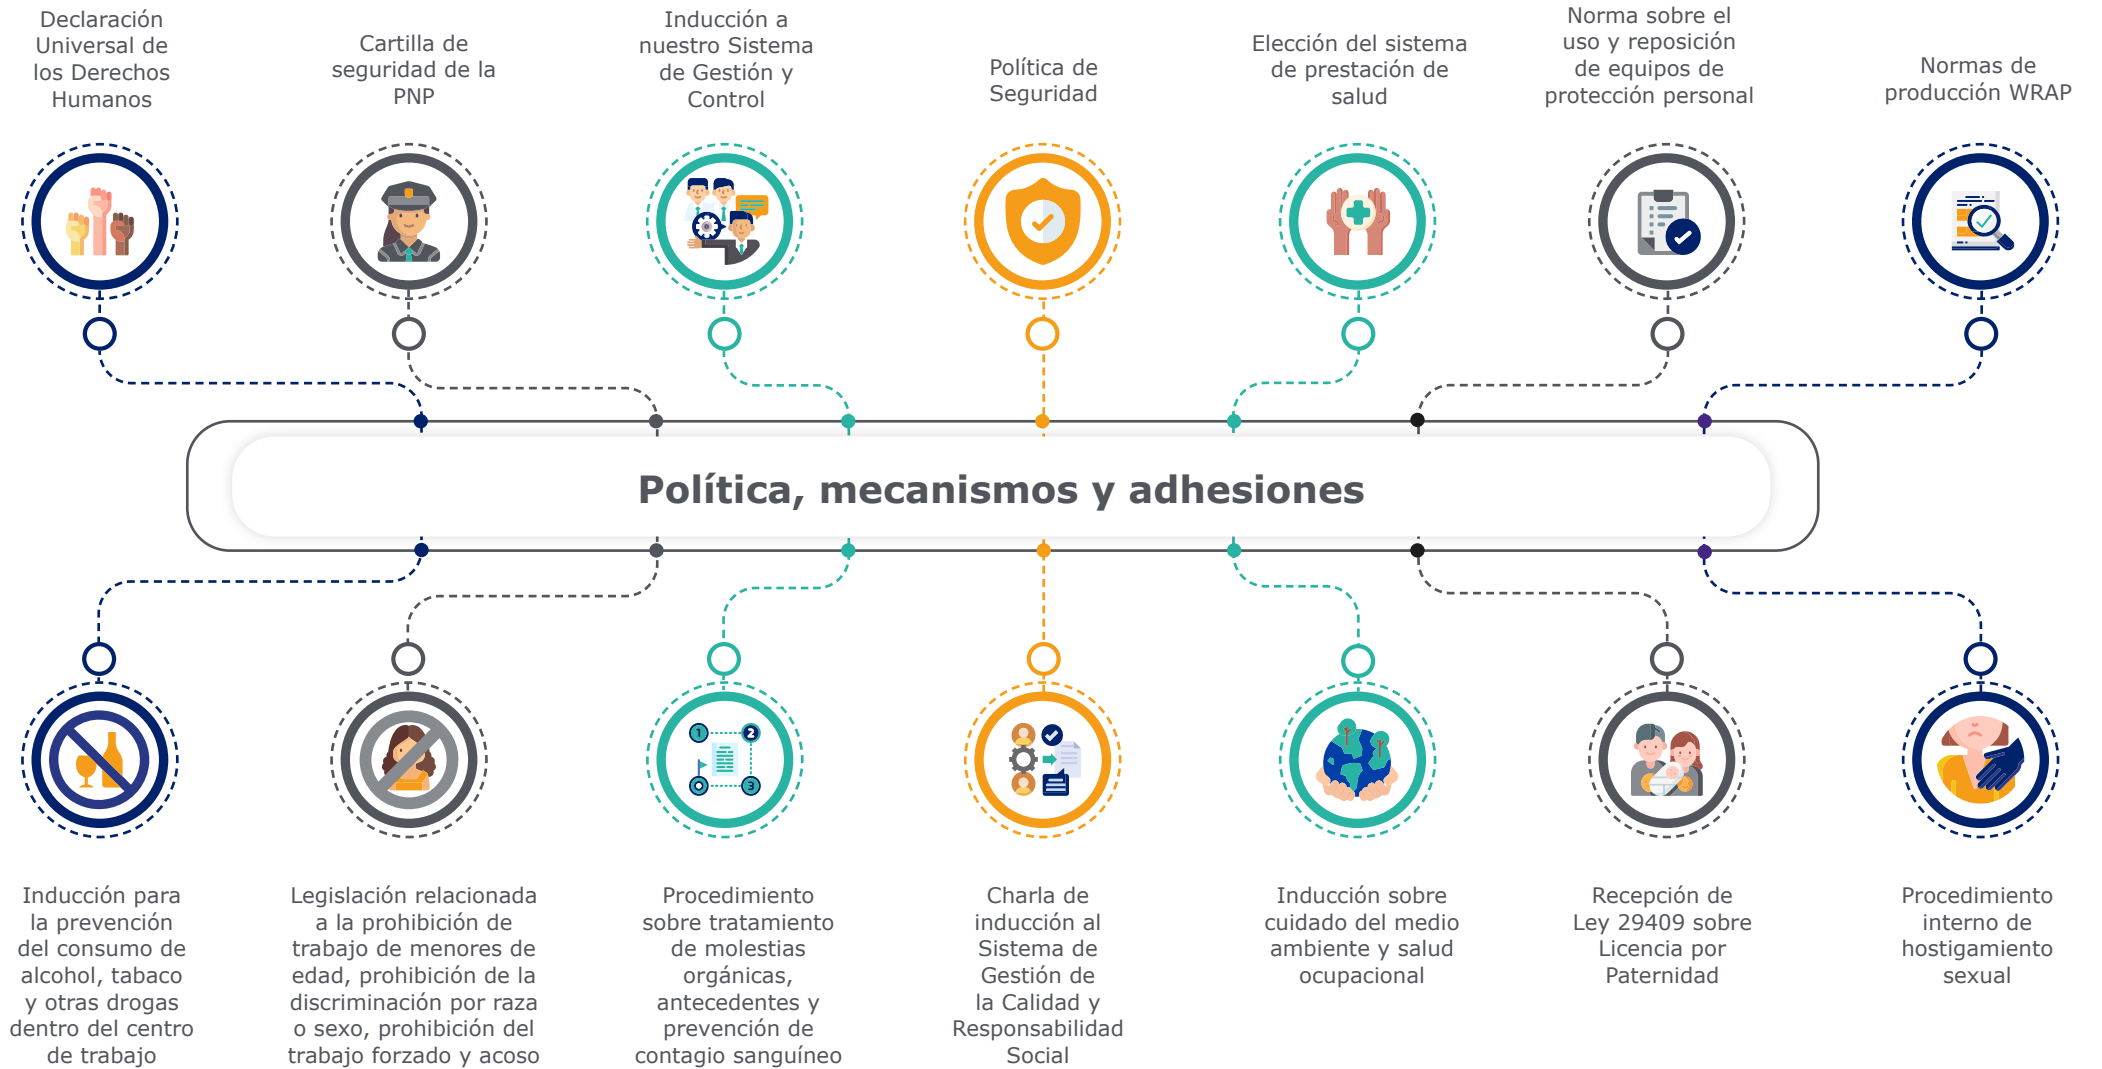 Declaración
Universal de
los Derechos
Humanos
Cartilla de
seguridad de la
PNP
Inducción a
nuestro Sistema
de Gestión y
Control
Política de
Seguridad
Elección del sistema
de prestación de
salud
Norma sobre el
uso y reposición
de equipos de
protección personal
Normas de
producción WRAP
Política, mecanismos y adhesiones
1
2
3
Inducción para
la prevención
del consumo de
alcohol, tabaco
y otras drogas
dentro del centro
de trabajo
Legislación relacionada
a la prohibición de
trabajo de menores de
edad, prohibición de la
discriminación por raza
o sexo, prohibición del
trabajo forzado y acoso
Procedimiento
sobre tratamiento
de molestias
orgánicas,
antecedentes y
prevención de
contagio sanguíneo
Charla de
inducción al
Sistema de
Gestión de
la Calidad y
Responsabilidad
Social
Inducción sobre
cuidado del medio
ambiente y salud
ocupacional
Recepción de
Ley 29409 sobre
Licencia por
Paternidad
Procedimiento
interno de
hostigamiento
sexual